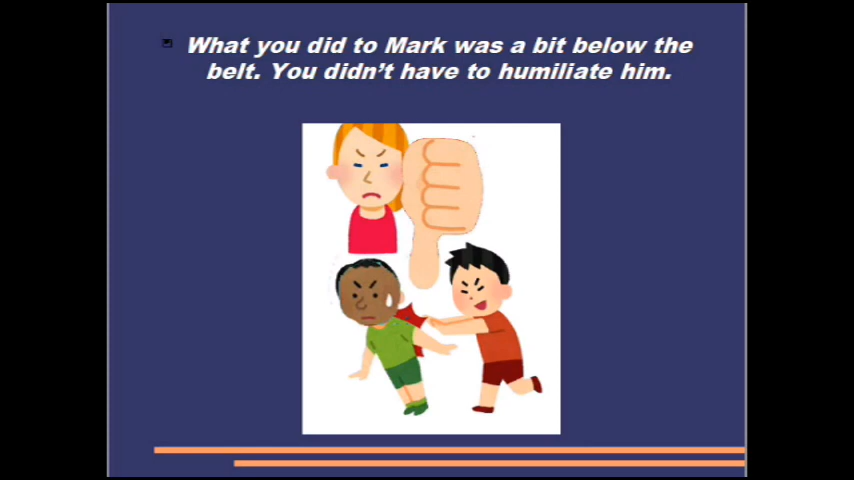 What you did to Mark was a bit below the
belt. You didn’t have to humiliate him.